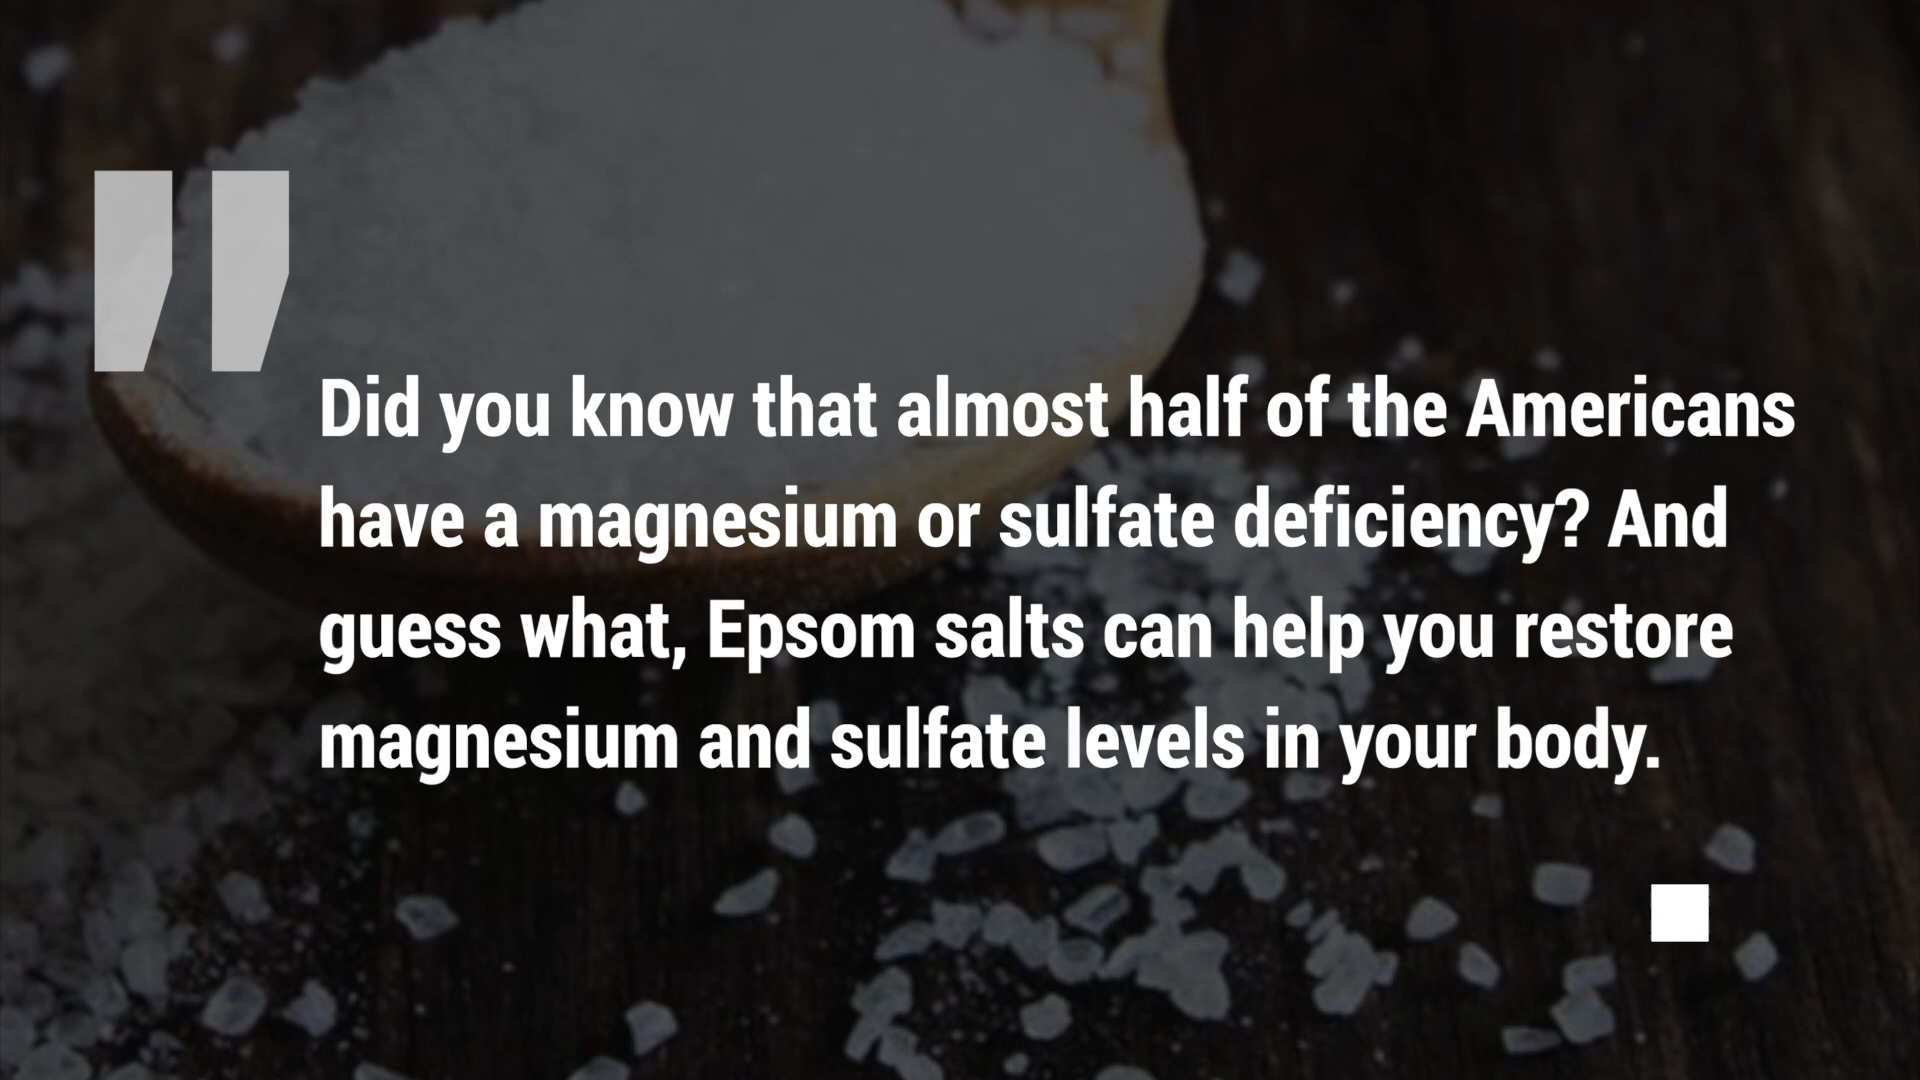 "
Did you know that almost half of the Americans
have a magnesium or sulfate deficiency? And
guess what, Epsom salts can help you restore
magnesium and sulfate levels in your body.